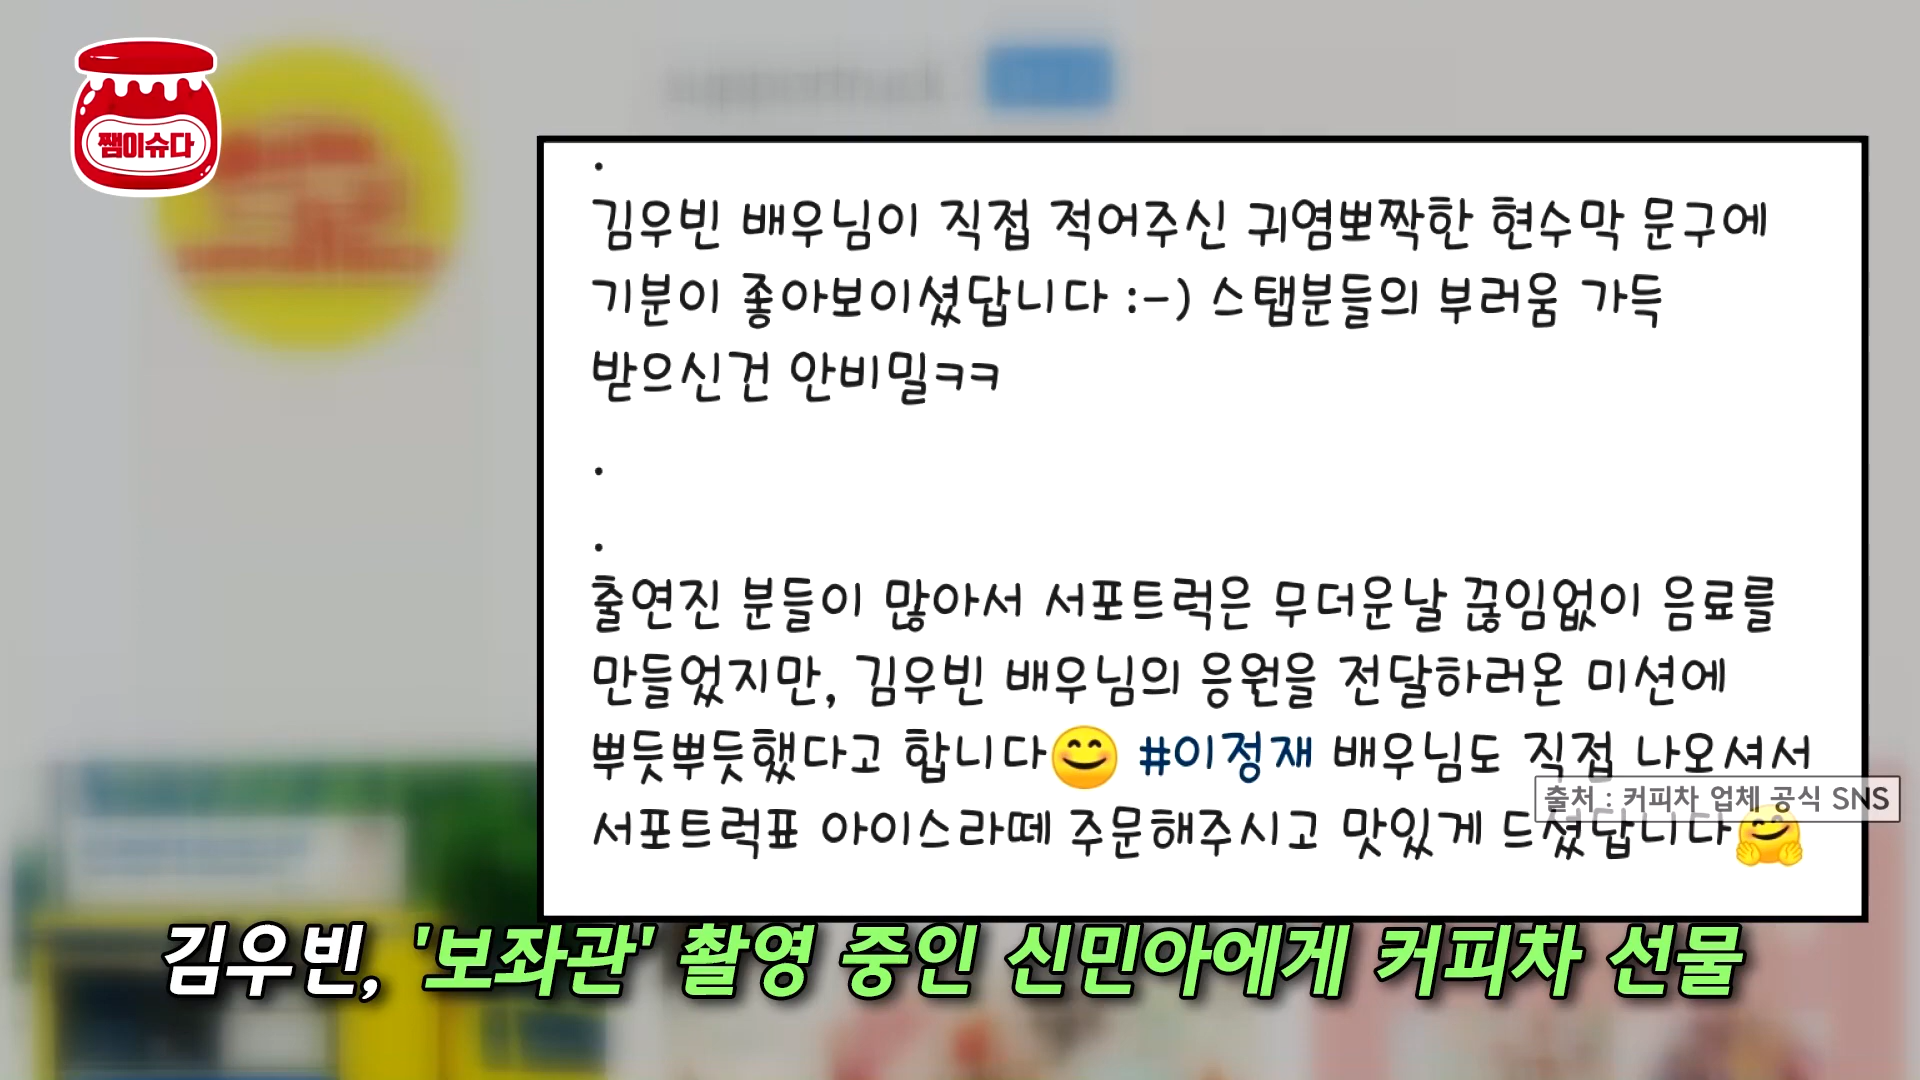 쨈이슈다
.
김우빈 배우님이 직접 적어주신 귀염뽀짝한 현수막 문구에
기분이 좋아보이셨답니다 :-) 스탭분들의 부러움 가득
받으신건 안비밀ㅋㅋ
.
.
출연진 분들이 많아서 서포트럭은 무더운날 끊임없이 음료를
만들었지만, 김우빈 배우님의 응원을 전달하러온 미션에
뿌듯뿌듯했다고 합니다😊 #이정재 배우님도 직접 나오셔서
출처 : 커피차 업체 공식 SNS
서포트럭표 아이스라떼 주문해주시고 맛있게 드셨답니다🤗
김우빈, '보좌관' 촬영 중인 신민아에게 커피차 선물